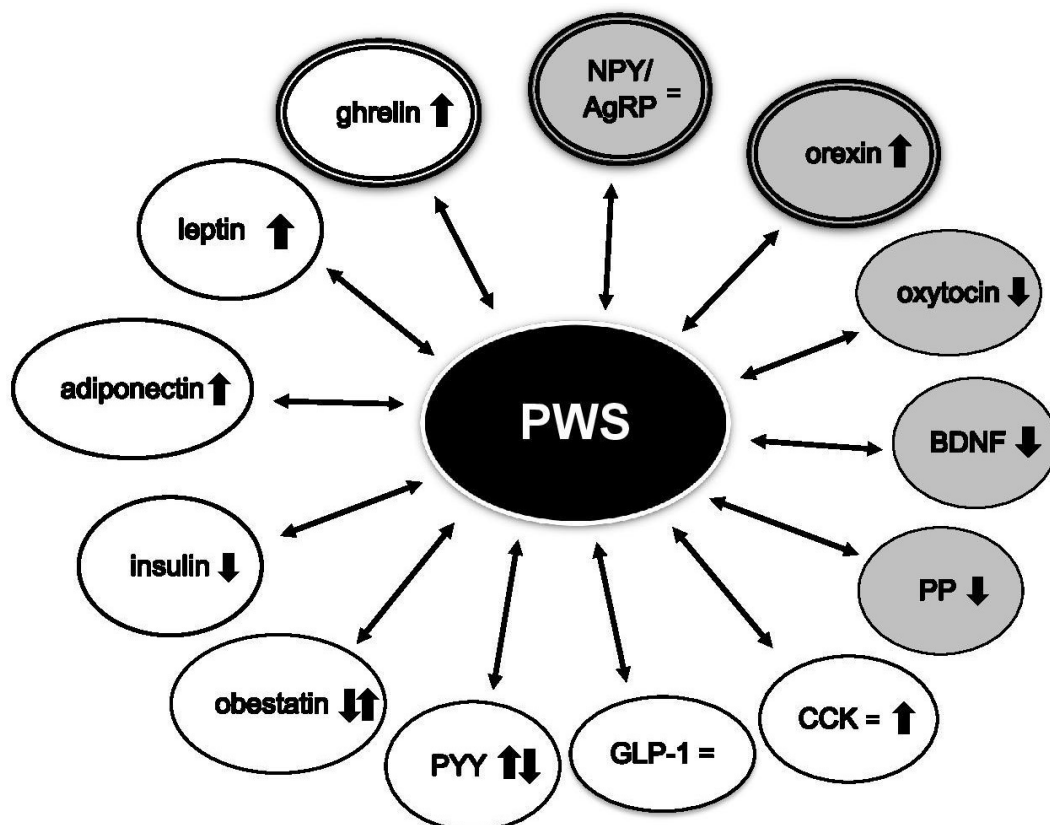 NPY/
AgRP =
ghrelin ⬆
orexin ⬆
leptin ⬆
oxytocin ⬇
adiponectin ⬆
PWS
BDNF ⬇
insulin ⬇
PP ⬇
obestatin ⬇⬆
CCK = ⬆
PYY ⬆⬇
GLP-1 =